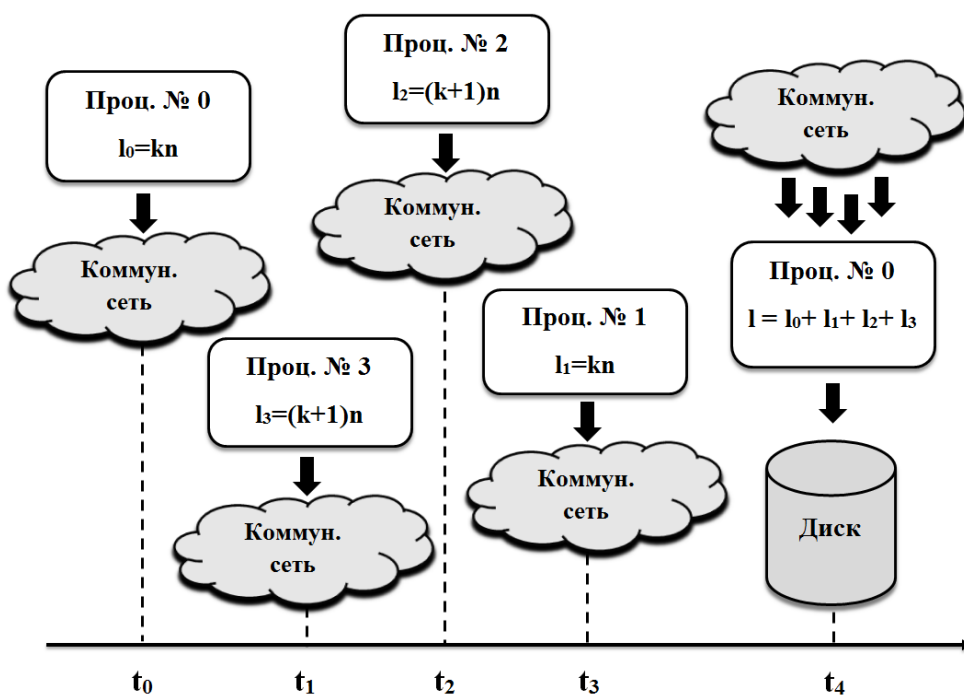 Проц. № 0
l₀=kn
Коммун.
сеть
Проц. № 3
l₃=(k+1)n
Коммун.
сеть
Проц. № 2
l₂=(k+1)n
Коммун.
сеть
Проц. № 1
l₁=kn
Коммун.
сеть
Коммун.
сеть
Проц. № 0
l = l₀+ l₁+ l₂+ l₃
Диск
t₀ t₁ t₂ t₃ t₄